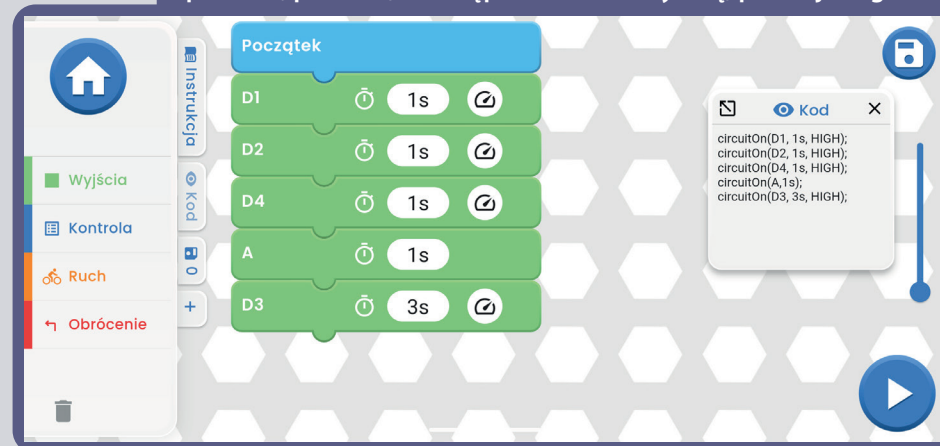 Instrukcja
Kod
0
+
Wyjścia
Kontrola
Ruch
Obrócenie
Początek
D1 1s
D2 1s
D4 1s
A 1s
D3 3s
Kod
circuitOn(D1, 1s, HIGH);
circuitOn(D2, 1s, HIGH);
circuitOn(D4, 1s, HIGH);
circuitOn(A,1s);
circuitOn(D3, 3s, HIGH);